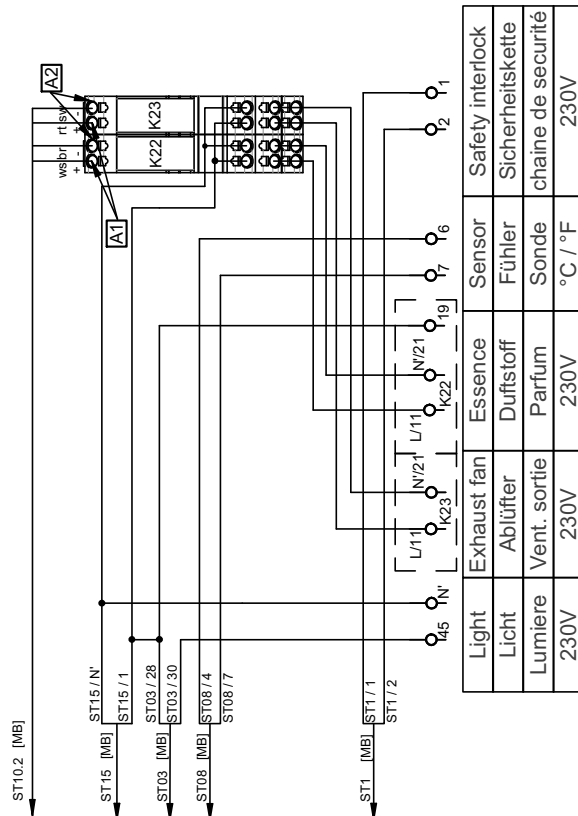 A2
sw
-
rt
+
br
-
ws
+
K23
K22
A1
1
2
6
7
19
N'/21
L/11
K22
N'/21
L/11
K23
N'
45
ST10.2 [MB]
ST15 / N'
ST15 / 1
ST15 [MB]
ST03 / 28
ST03 / 30
ST03 [MB]
ST08 / 4
ST08 / 7
ST08 [MB]
ST1 / 1
ST1 / 2
ST1 [MB]
Safety interlock
Sicherheitskette
chaine de securité
230V
Sensor
Fühler
Sonde
°C / °F
Essence
Duftstoff
Parfum
230V
Exhaust fan
Ablüfter
Vent. sortie
230V
Light
Licht
Lumiere
230V